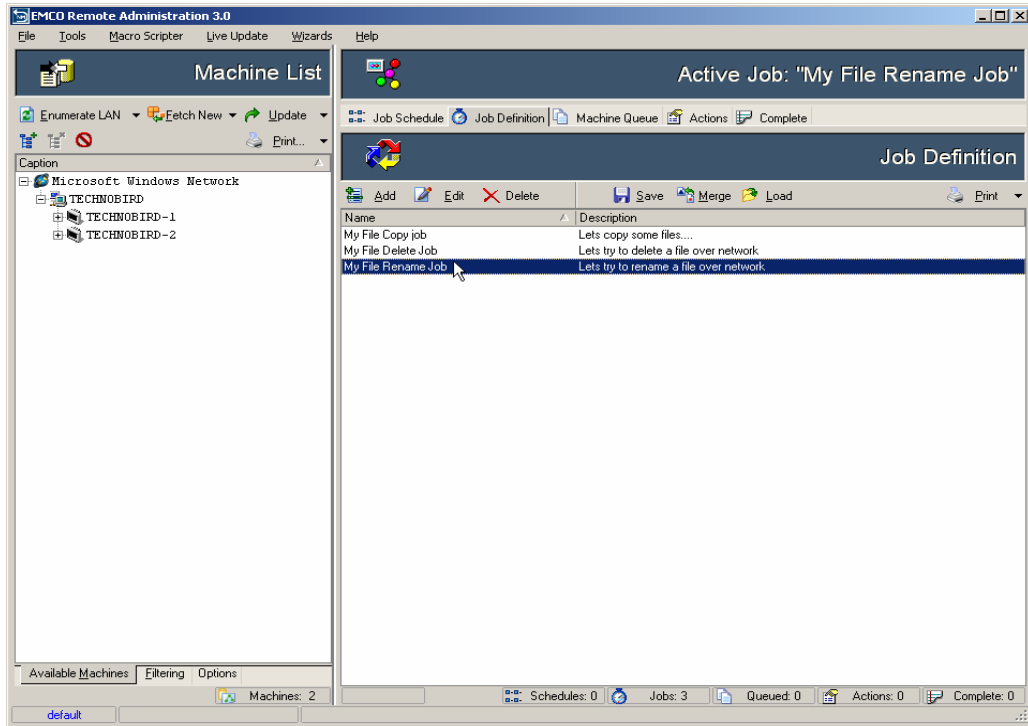 EMCO Remote Administration 3.0
File Tools Macro Scripter Live Update Wizards Help
Machine List
Active Job: "My File Rename Job"
Enumerate LAN Fetch New Update
Job Schedule Job Definition Machine Queue Actions Complete
Print...
Job Definition
Caption
Microsoft Windows Network
TECHNOBIRD
TECHNOBIRD-1
TECHNOBIRD-2
Add Edit Delete Save Merge Load Print
Name Description
My File Copy job Lets copy some files....
My File Delete Job Lets try to delete a file over network
My File Rename Job Lets try to rename a file over network
Available Machines Filtering Options
Machines: 2
Schedules: 0 Jobs: 3 Queued: 0 Actions: 0 Complete: 0
default